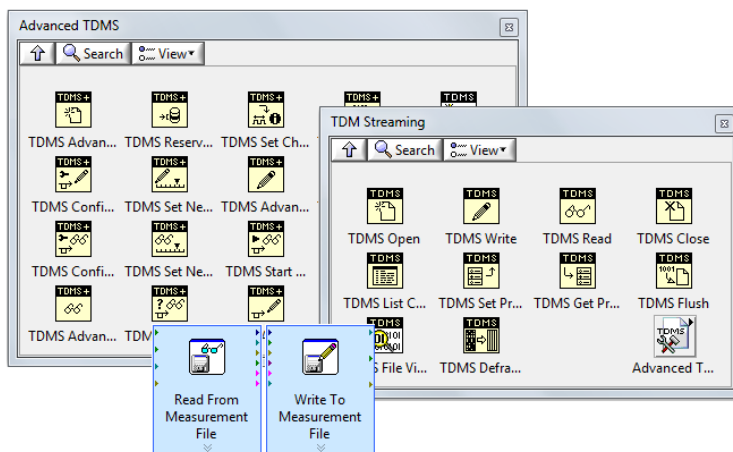 Advanced TDMS
Search View
TDMS+ TDMS+ TDMS+ TDMS+ TDMS
TDMS Advan... TDMS Reserv... TDMS Set Ch...
TDMS+ TDMS+ TDMS+
TDMS Confi... TDMS Set Ne... TDMS Advan...
TDMS+ TDMS+ TDMS+
TDMS Confi... TDMS Set Ne... TDMS Start ...
TDMS+ TDMS+ TDMS+
TDMS Advan...
TDM Streaming
Search View
TDMS TDMS TDMS TDMS
TDMS Open TDMS Write TDMS Read TDMS Close
TDMS TDMS TDMS TDMS
1001
TDMS List C... TDMS Set Pr... TDMS Get Pr... TDMS Flush
TDMS TDMS TDMS
File Vi... TDMS Defra... Advanced T...
Read From
Measurement
File
Write To
Measurement
File